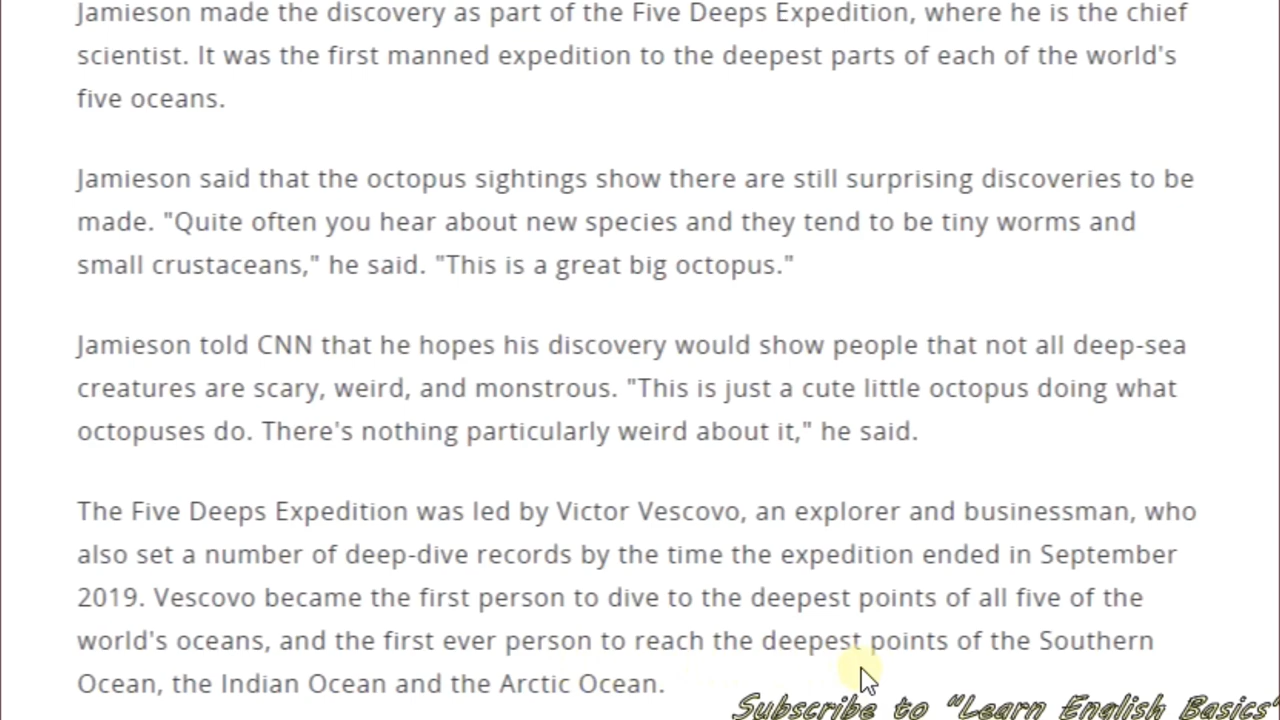 Jamieson made the discovery as part of the Five Deeps Expedition, where he is the chief
scientist. It was the first manned expedition to the deepest parts of each of the world's
five oceans.
Jamieson said that the octopus sightings show there are still surprising discoveries to be
made. "Quite often you hear about new species and they tend to be tiny worms and
small crustaceans," he said. "This is a great big octopus."
Jamieson told CNN that he hopes his discovery would show people that not all deep-sea
creatures are scary, weird, and monstrous. "This is just a cute little octopus doing what
octopuses do. There's nothing particularly weird about it," he said.
The Five Deeps Expedition was led by Victor Vescovo, an explorer and businessman, who
also set a number of deep-dive records by the time the expedition ended in September
2019. Vescovo became the first person to dive to the deepest points of all five of the
world's oceans, and the first ever person to reach the deepest points of the Southern
Ocean, the Indian Ocean and the Arctic Ocean.
Subscribe to "Learn English Basics"